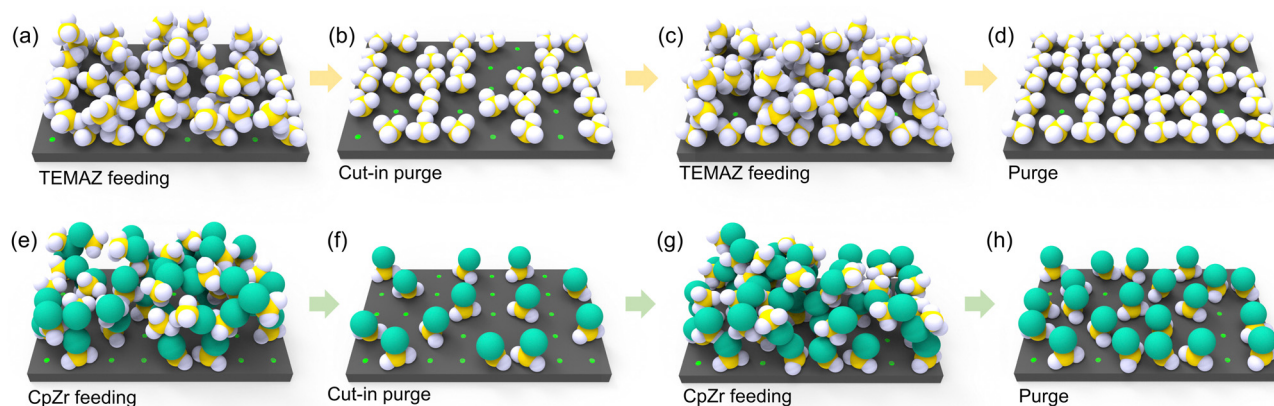 (a)
(b)
(c)
(d)
TEMAZ feeding
Cut-in purge
TEMAZ feeding
Purge
(e)
(f)
(g)
(h)
CpZr feeding
Cut-in purge
CpZr feeding
Purge